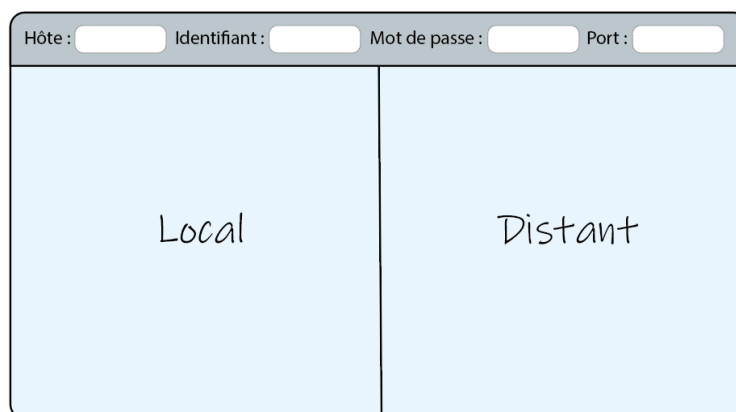 Hôte : Identifiant : Mot de passe : Port :
Local Distant